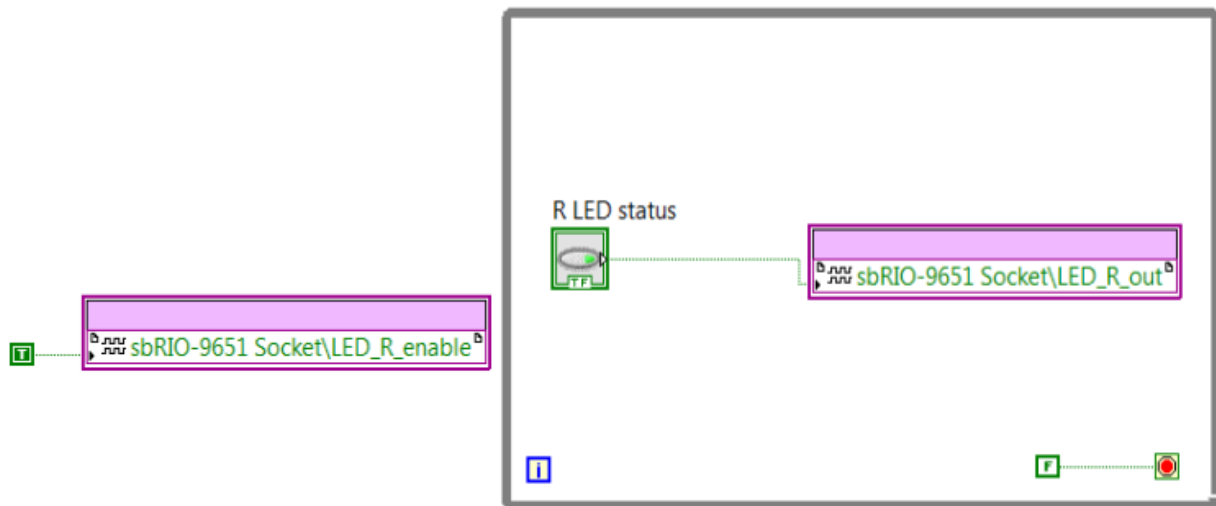 R LED status
TF
sbRIO-9651 Socket\LED_R_out
T
sbRIO-9651 Socket\LED_R_enable
i
F